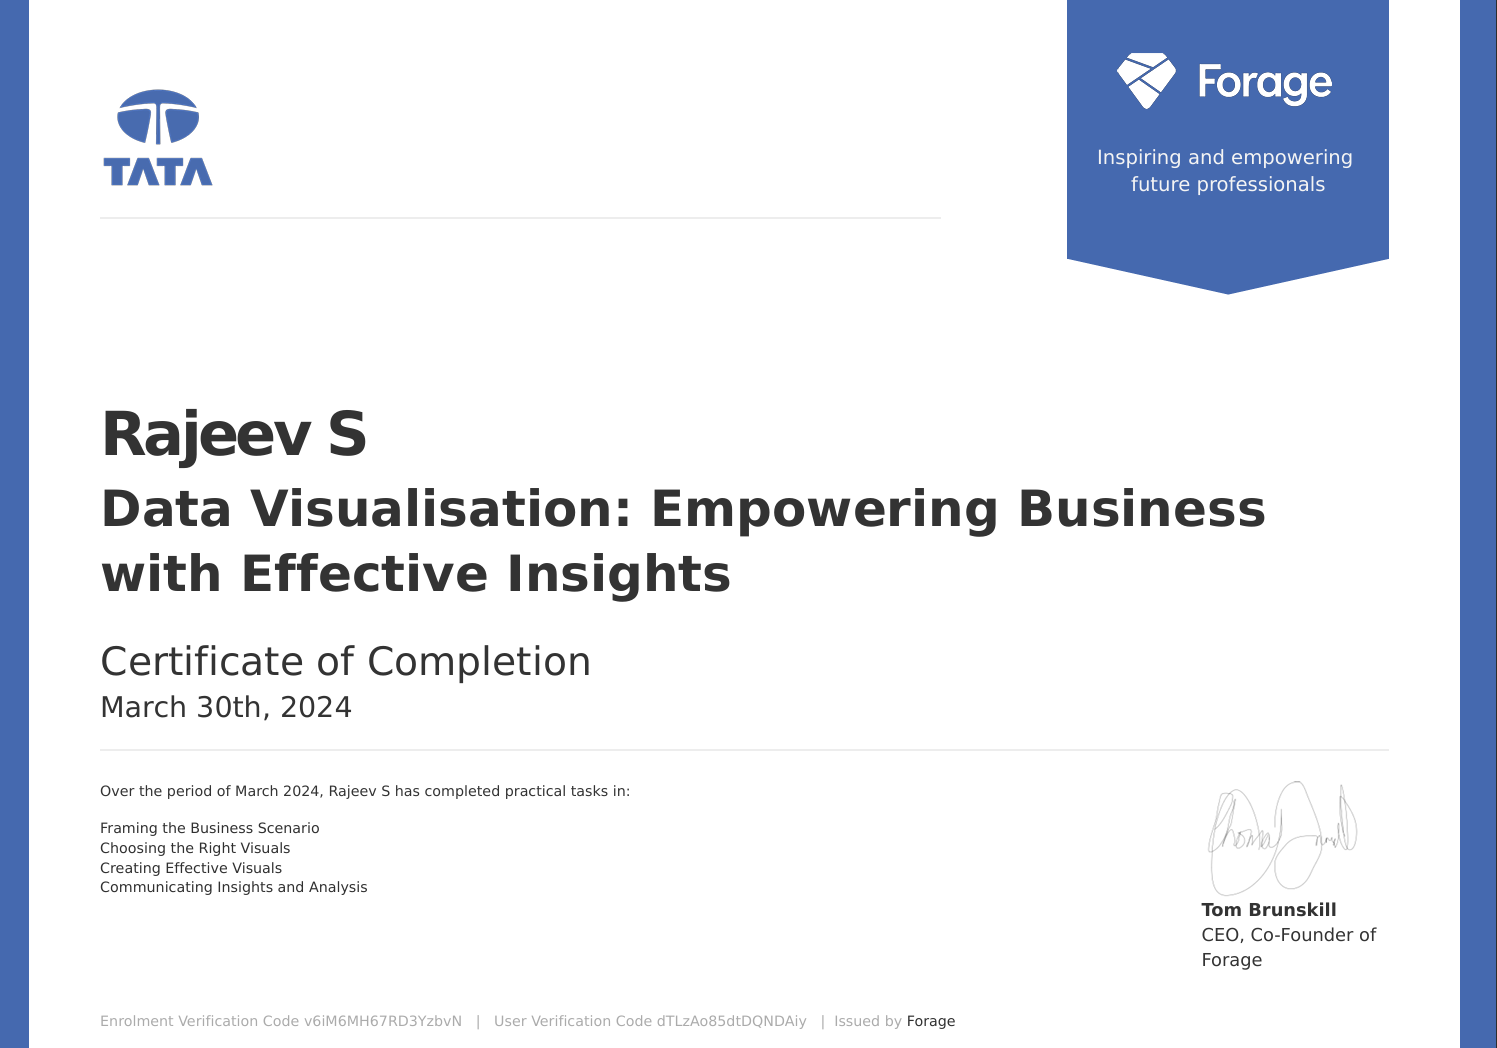 TATA
Forage
Inspiring and empowering
future professionals
Rajeev S
Data Visualisation: Empowering Business
with Effective Insights
Certificate of Completion
March 30th, 2024
Over the period of March 2024, Rajeev S has completed practical tasks in:
Framing the Business Scenario
Choosing the Right Visuals
Creating Effective Visuals
Communicating Insights and Analysis
Tom Brunskill
CEO, Co-Founder of
Forage
Enrolment Verification Code v6iM6MH67RD3YzbvN | User Verification Code dTLzAo85dtDQNDAiy | Issued by Forage